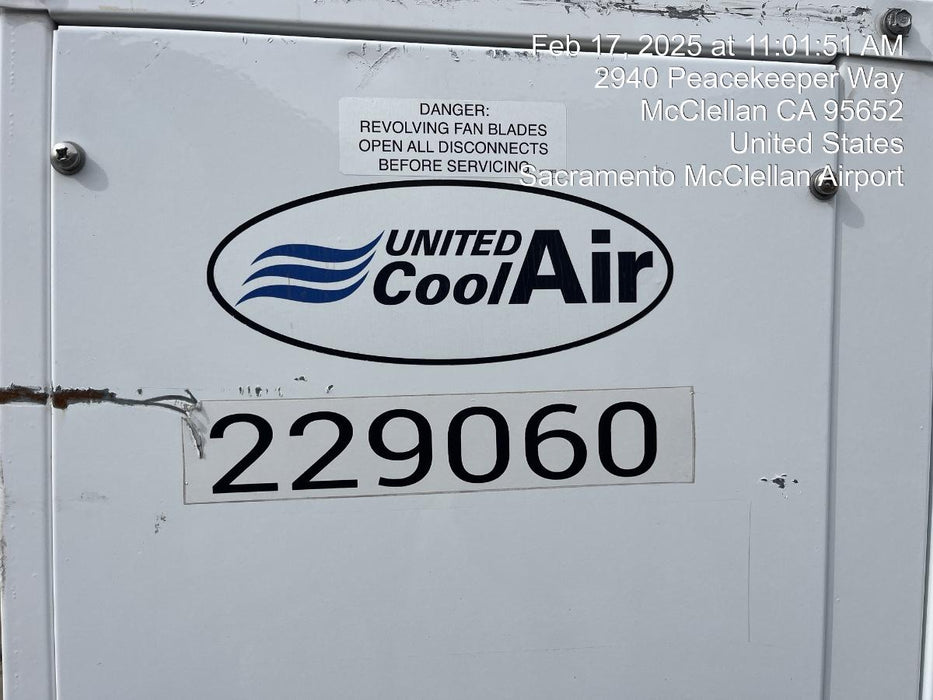 Feb 17, 2025 at 11:01:51 AM
2940 Peacekeeper Way
McClellan CA 95652
United States
Sacramento McClellan Airport
DANGER:
REVOLVING FAN BLADES
OPEN ALL DISCONNECTS
BEFORE SERVICING
UNITED
CoolAir
229060